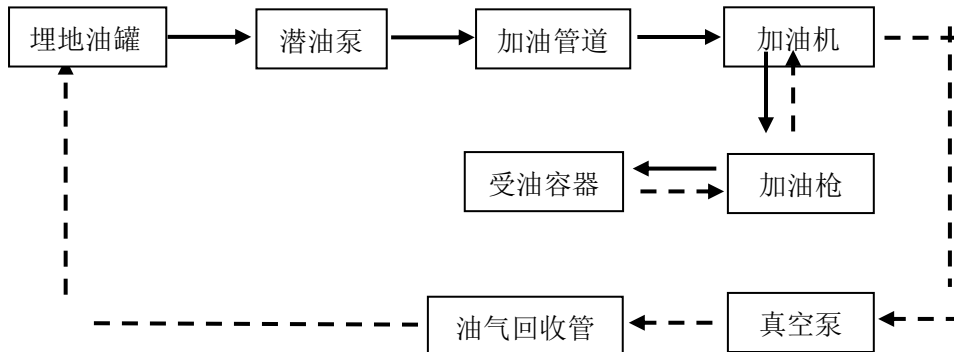 埋地油罐
潜油泵
加油管道
加油机
受油容器
加油枪
油气回收管
真空泵